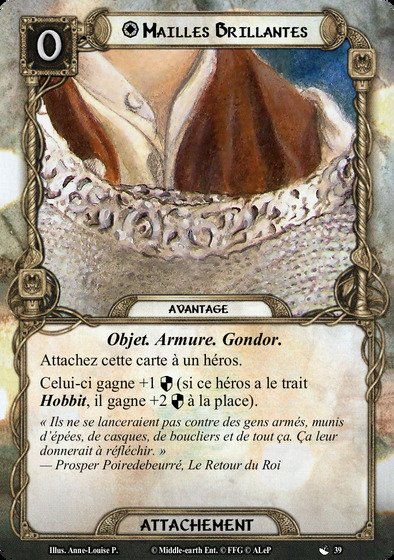 0
Mailles Brillantes
AVANTAGE
Objet. Armure. Gondor.
Attachez cette carte à un héros.
Celui-ci gagne +1 (si ce héros a le trait
Hobbit, il gagne +2 à la place).
« Ils ne se lanceraient pas contre des gens armés, munis
d’épées, de casques, de boucliers et de tout ça. Ça leur
donnerait à réfléchir. »
— Prosper Poiredebeurré, Le Retour du Roi
ATTACHEMENT
Illus. Anne-Louise P. © Middle-earth Ent. © FFG © ALeP 39